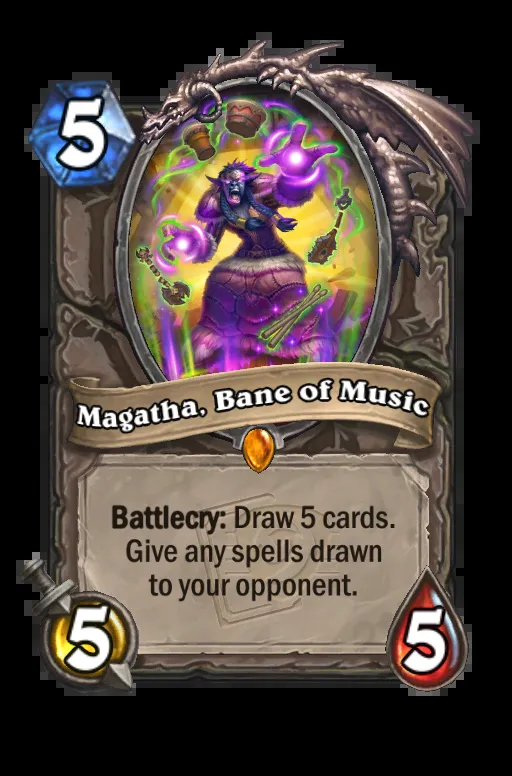 5
Magatha, Bane of Music
Battlecry: Draw 5 cards.
Give any spells drawn
to your opponent.
5
5